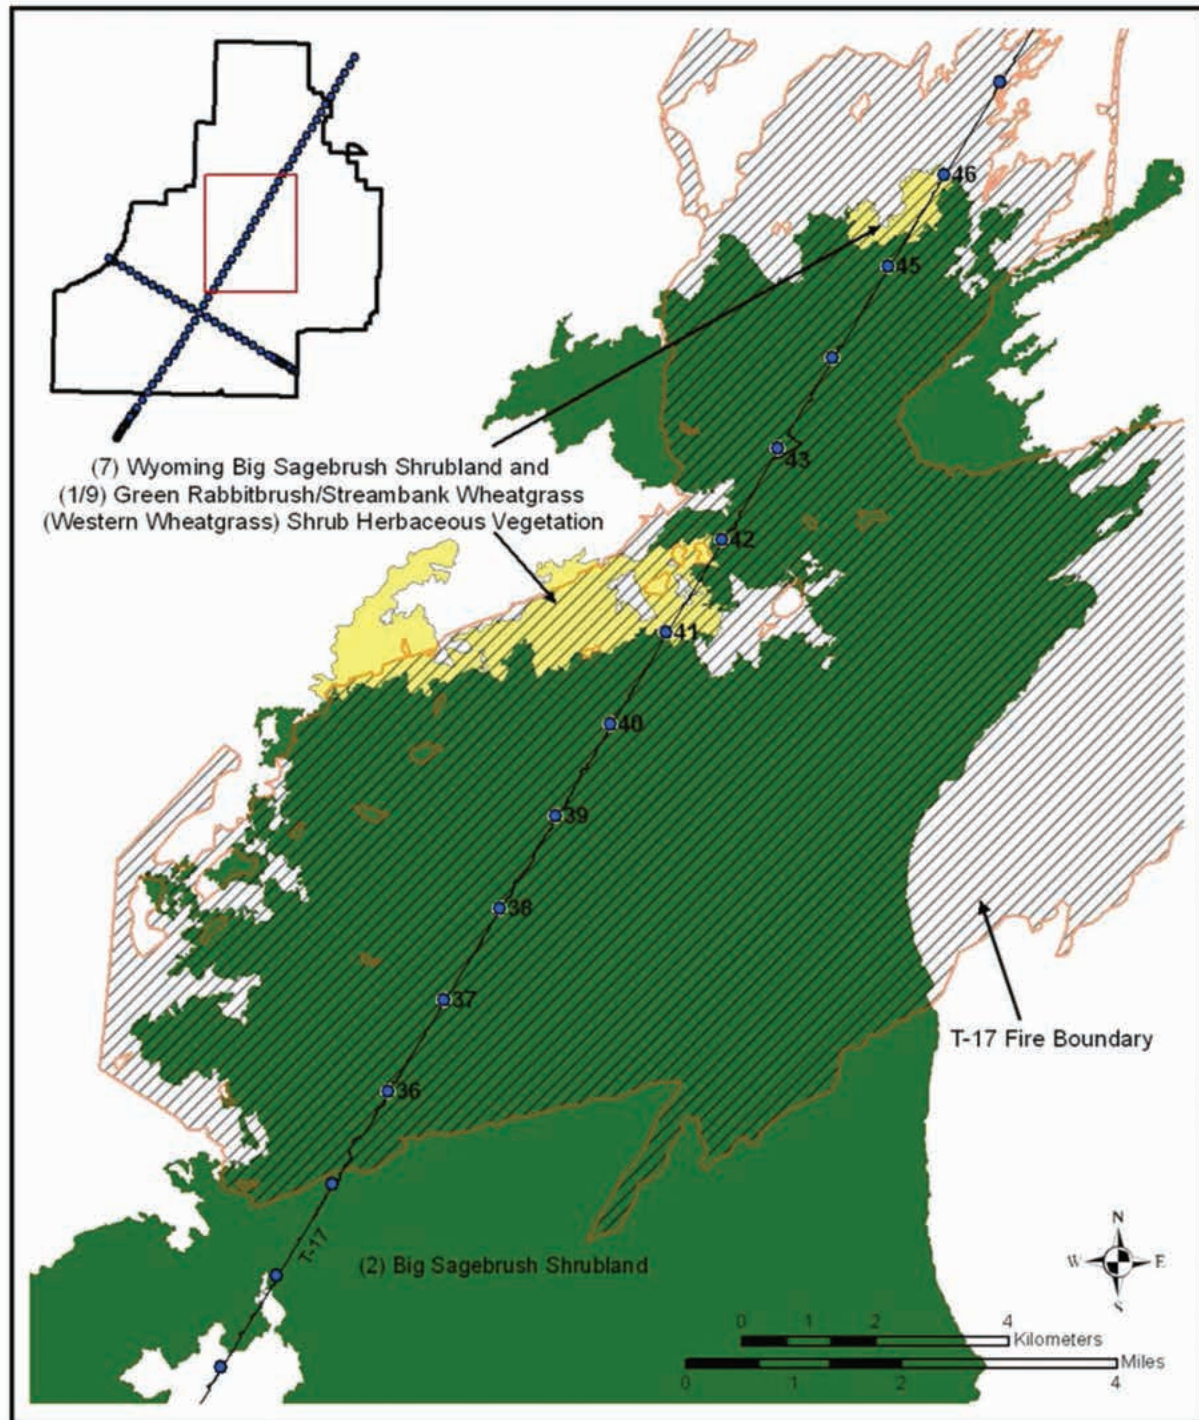 46
45
(7) Wyoming Big Sagebrush Shrubland and
(1/9) Green Rabbitbrush/Streambank Wheatgrass
(Western Wheatgrass) Shrub Herbaceous Vegetation
43
42
41
40
39
38
37
T-17 Fire Boundary
36
T-17
(2) Big Sagebrush Shrubland
N
W E
S
0 1 2 4
Kilometers
Miles
0 1 2 4